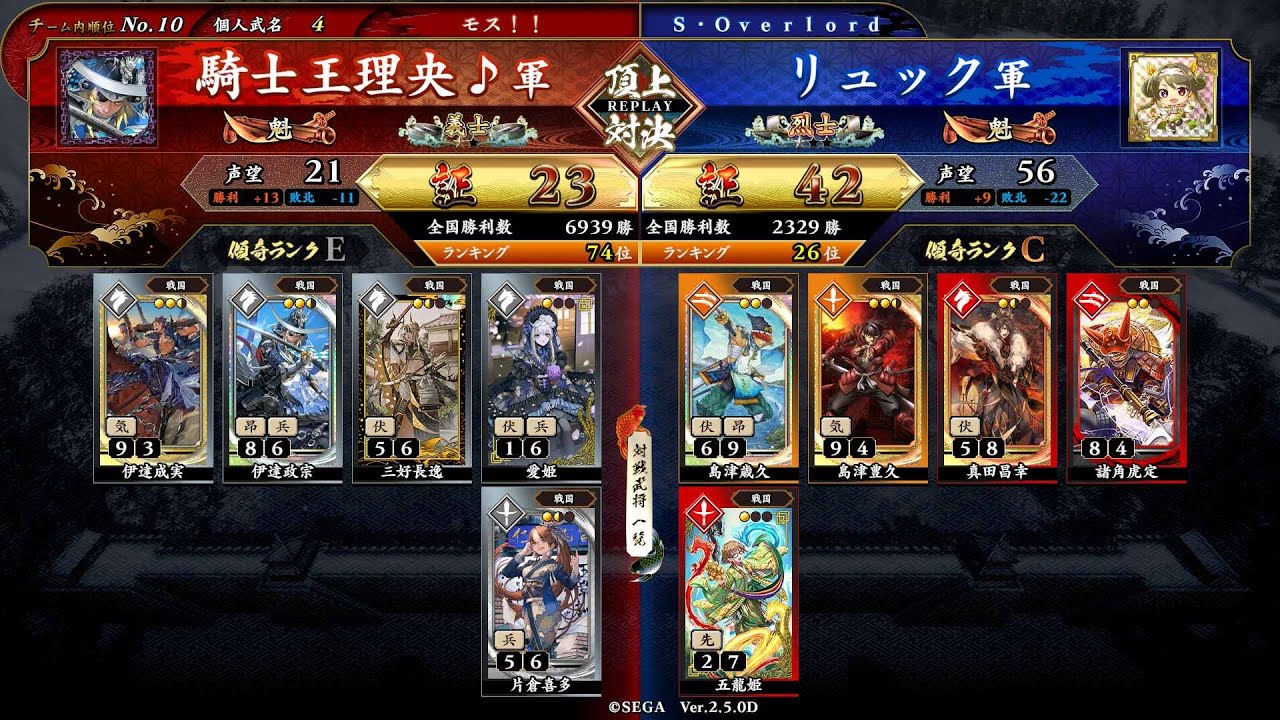 チーム内順位 No.10 個人武名 4 モス!!
S・Overlord
騎士王理央♪軍
頂上
REPLAY
対決
リュック軍
魁 義士
烈士 魁
声望 21
勝利 +13 敗北 -11
証 23
証 42
声望 56
勝利 +9 敗北 -22
全国勝利数 6939勝
全国勝利数 2329勝
傾奇ランクE
ランキング 74位
ランキング 26位
傾奇ランクC
戦国
気
9 3
伊達成実
戦国
昂 兵
8 6
伊達政宗
戦国
伏
5 6
三好長逸
戦国
伏 兵
1 6
愛姫
戦国
兵
5 6
片倉喜多
対戦武将一覧
戦国
伏 昂
6 9
島津歳久
戦国
気
9 4
島津重久
戦国
伏
5 8
真田昌幸
戦国
8 4
諸角虎定
戦国
先
2 7
五龍姫
©SEGA Ver.2.5.0D